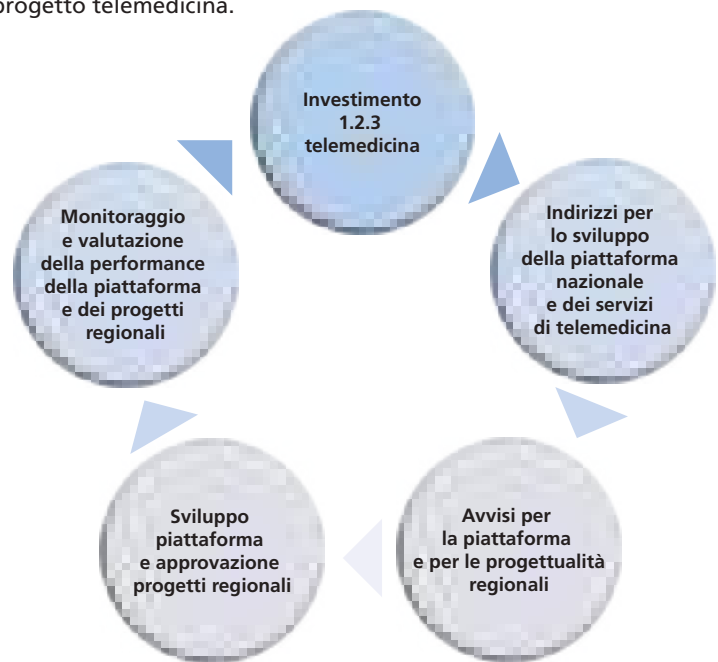 progetto telemedicina.
Investimento
1.2.3
telemedicina
Indirizzi per
lo sviluppo
della piattaforma
nazionale
e dei servizi
di telemedicina
Avvisi per
la piattaforma
e per le progettualità
regionali
Sviluppo
piattaforma
e approvazione
progetti regionali
Monitoraggio
e valutazione
della performance
della piattaforma
e dei progetti
regionali